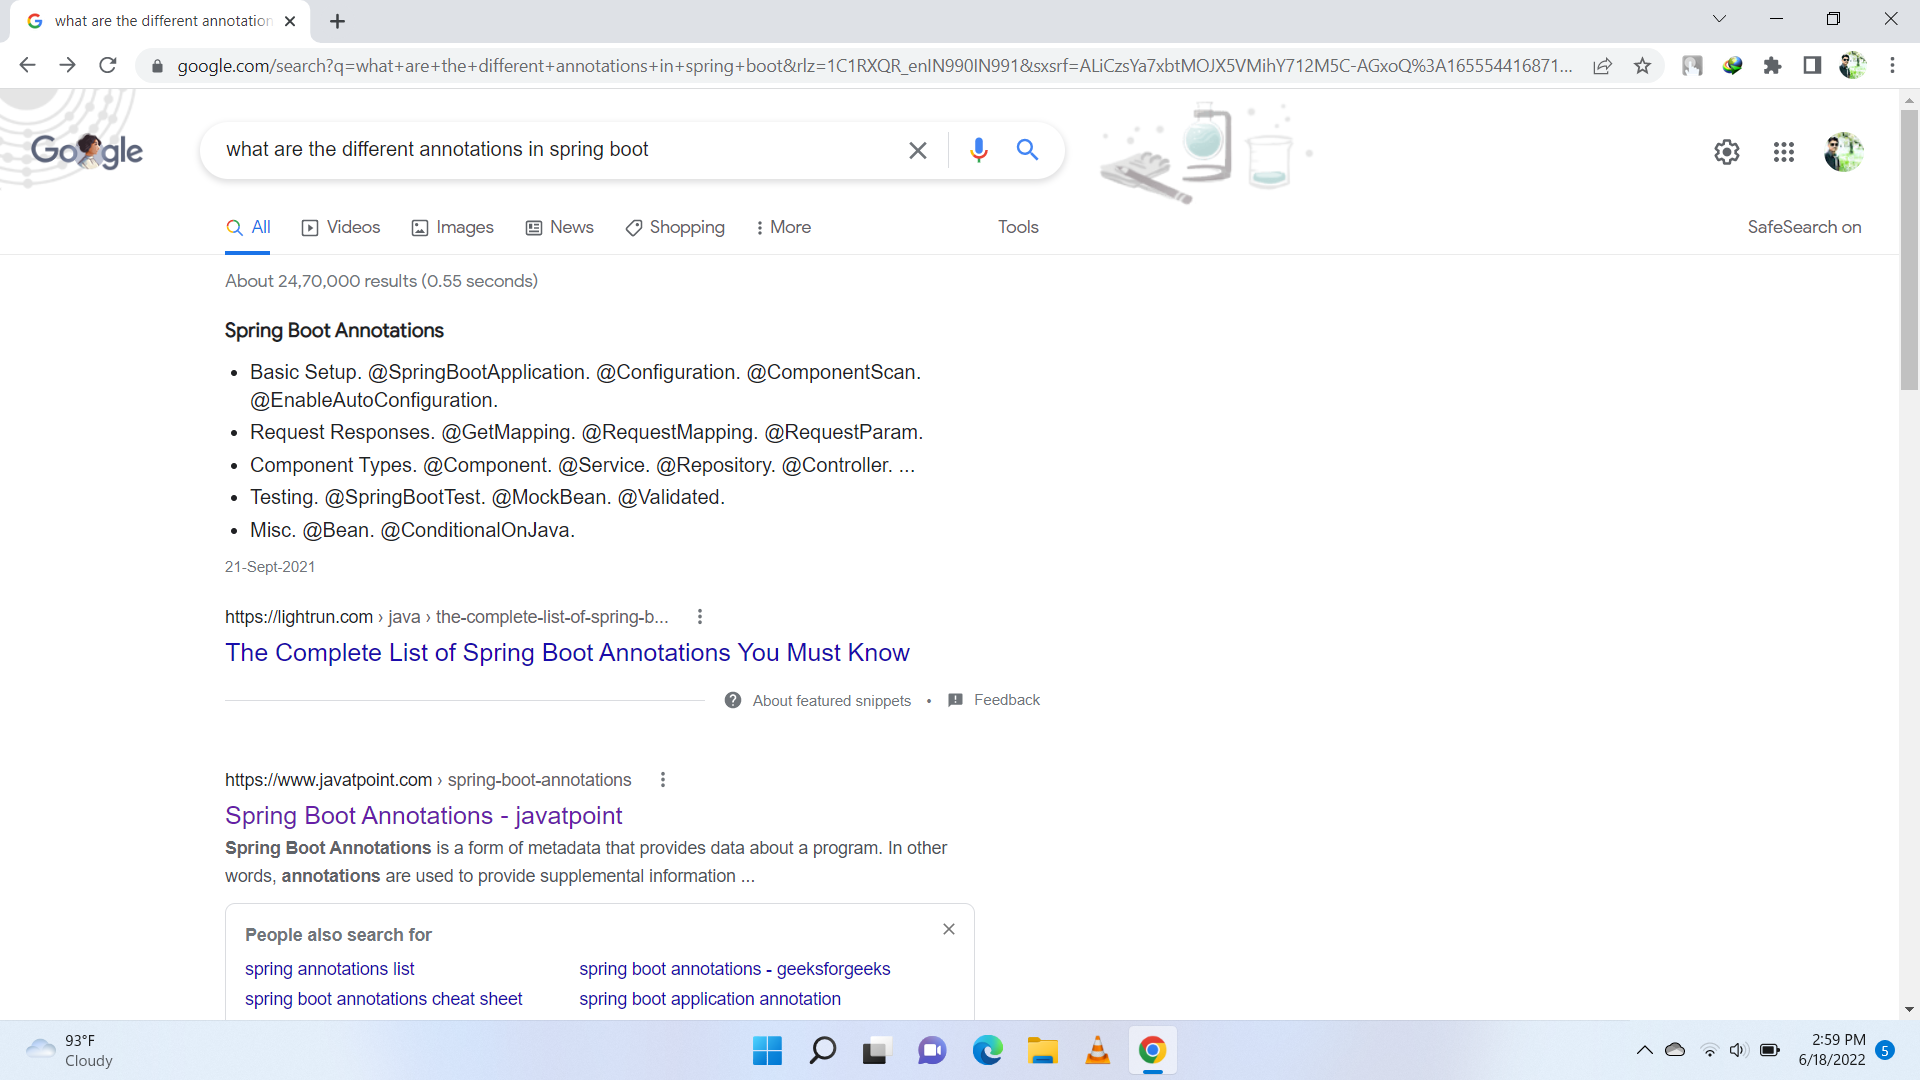 what are the different annotation
google.com/search?q=what+are+the+different+annotations+in+spring+boot&rlz=1C1RXQR_enIN990IN991&sxsrf=ALiCzsYa7xbtMOJX5VMihY712M5C-AGxoQ%3A165554416871...
Google
what are the different annotations in spring boot
All Videos Images News Shopping More Tools SafeSearch on
About 24,70,000 results (0.55 seconds)
Spring Boot Annotations
• Basic Setup. @SpringBootApplication. @Configuration. @ComponentScan.
@EnableAutoConfiguration.
• Request Responses. @GetMapping. @RequestMapping. @RequestParam.
• Component Types. @Component. @Service. @Repository. @Controller. ...
• Testing. @SpringBootTest. @MockBean. @Validated.
• Misc. @Bean. @ConditionalOnJava.
21-Sept-2021
https://lightrun.com › java › the-complete-list-of-spring-b...
The Complete List of Spring Boot Annotations You Must Know
About featured snippets • Feedback
https://www.javatpoint.com › spring-boot-annotations
Spring Boot Annotations - javatpoint
Spring Boot Annotations is a form of metadata that provides data about a program. In other
words, annotations are used to provide supplemental information ...
People also search for
spring annotations list spring boot annotations - geeksforgeeks
spring boot annotations cheat sheet spring boot application annotation
93°F
Cloudy
2:59 PM
6/18/2022
5